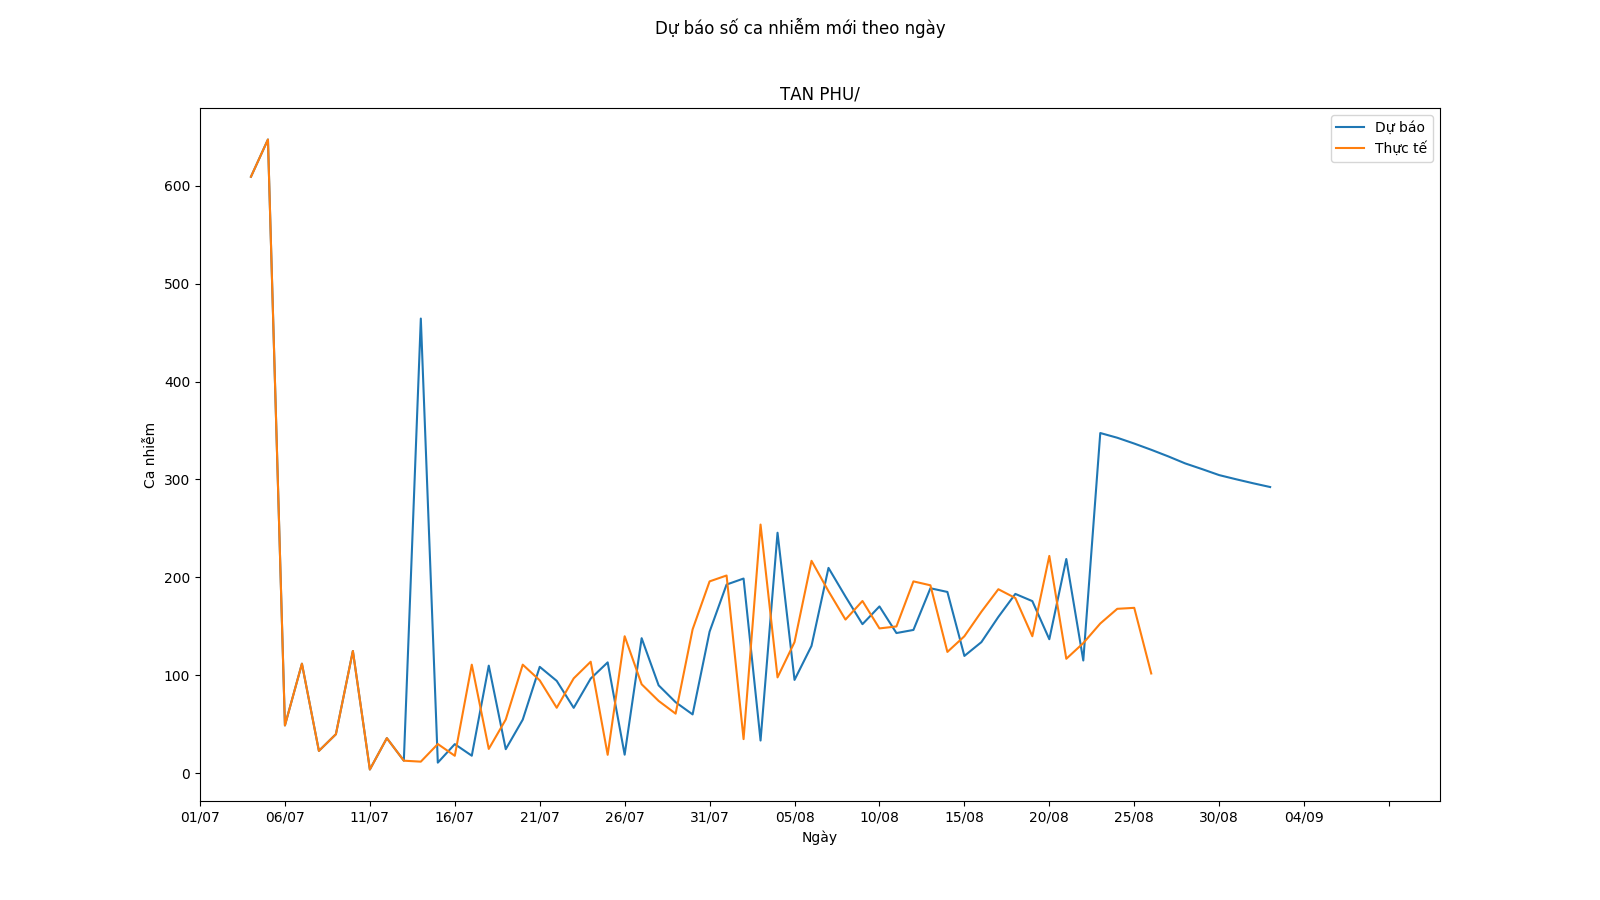 Dự báo số ca nhiễm mới theo ngày
TAN PHU/
Dự báo
Thực tế
600
500
400
300
200
100
0
Ca nhiễm
01/07 06/07 11/07 16/07 21/07 26/07 31/07 05/08 10/08 15/08 20/08 25/08 30/08 04/09
Ngày